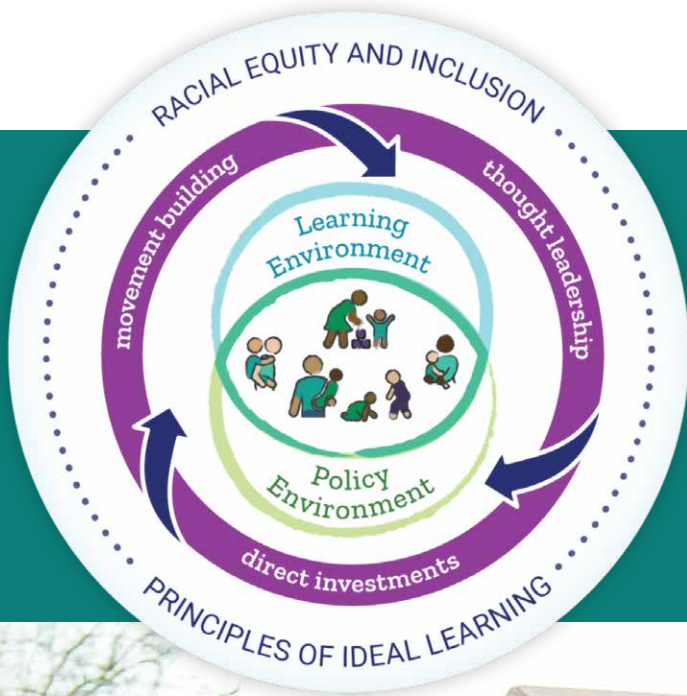 RACIAL EQUITY AND INCLUSION
movement building
thought leadership
Learning
Environment
Policy
Environment
direct investments
PRINCIPLES OF IDEAL LEARNING